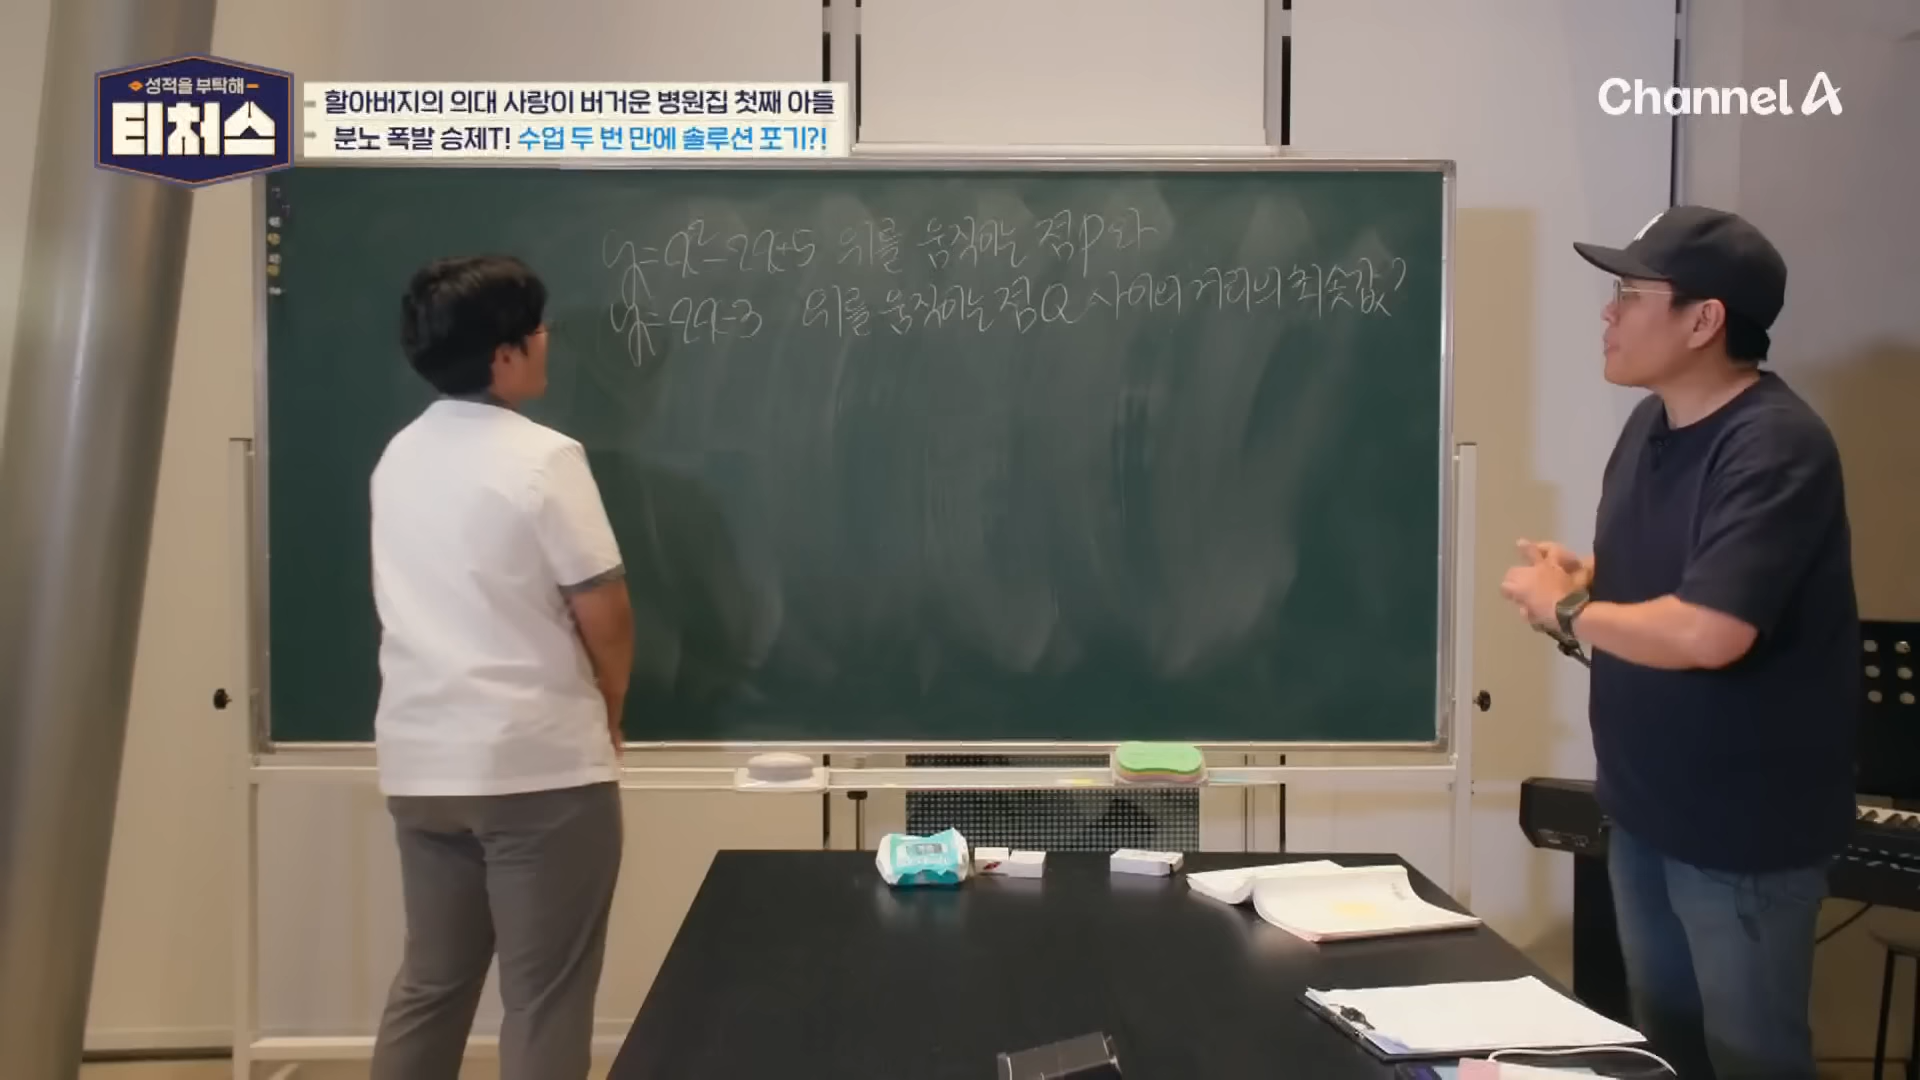 성적을 부탁해
티처스
할아버지의 의대 사랑이 버거운 병원집 첫째 아들
분노 폭발 승제T! 수업 두 번 만에 솔루션 포기?!
Channel A
y=x²-2x+5 위를 움직이는 점P와
y=2x-3 위를 움직이는 점Q 사이의 거리의 최솟값?